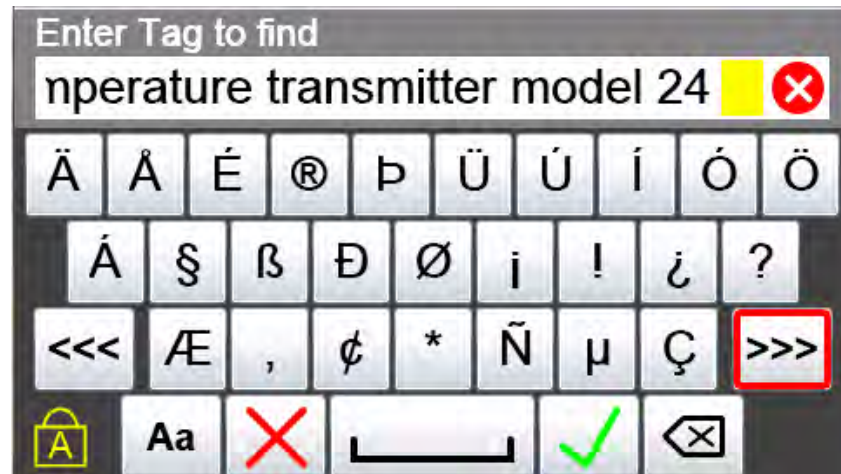 Enter Tag to find
nperature transmitter model 24
Ä Å É ® Þ Ü Ú Í Ó Ö
Á § ß Ð Ø ¡ ! ¿ ?
<<< Æ , ¢ * Ñ µ Ç >>>
A Aa